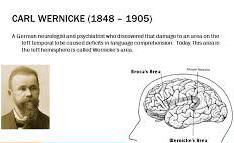 CARL WERNICKE (1848 – 1905)
A German neurologist and psychiatrist who discovered that damage to an area on the
left temporal lobe caused deficits in language comprehension. Today, this area in
the left hemisphere is called Wernicke's area.
Broca's Area
Wernicke's Area